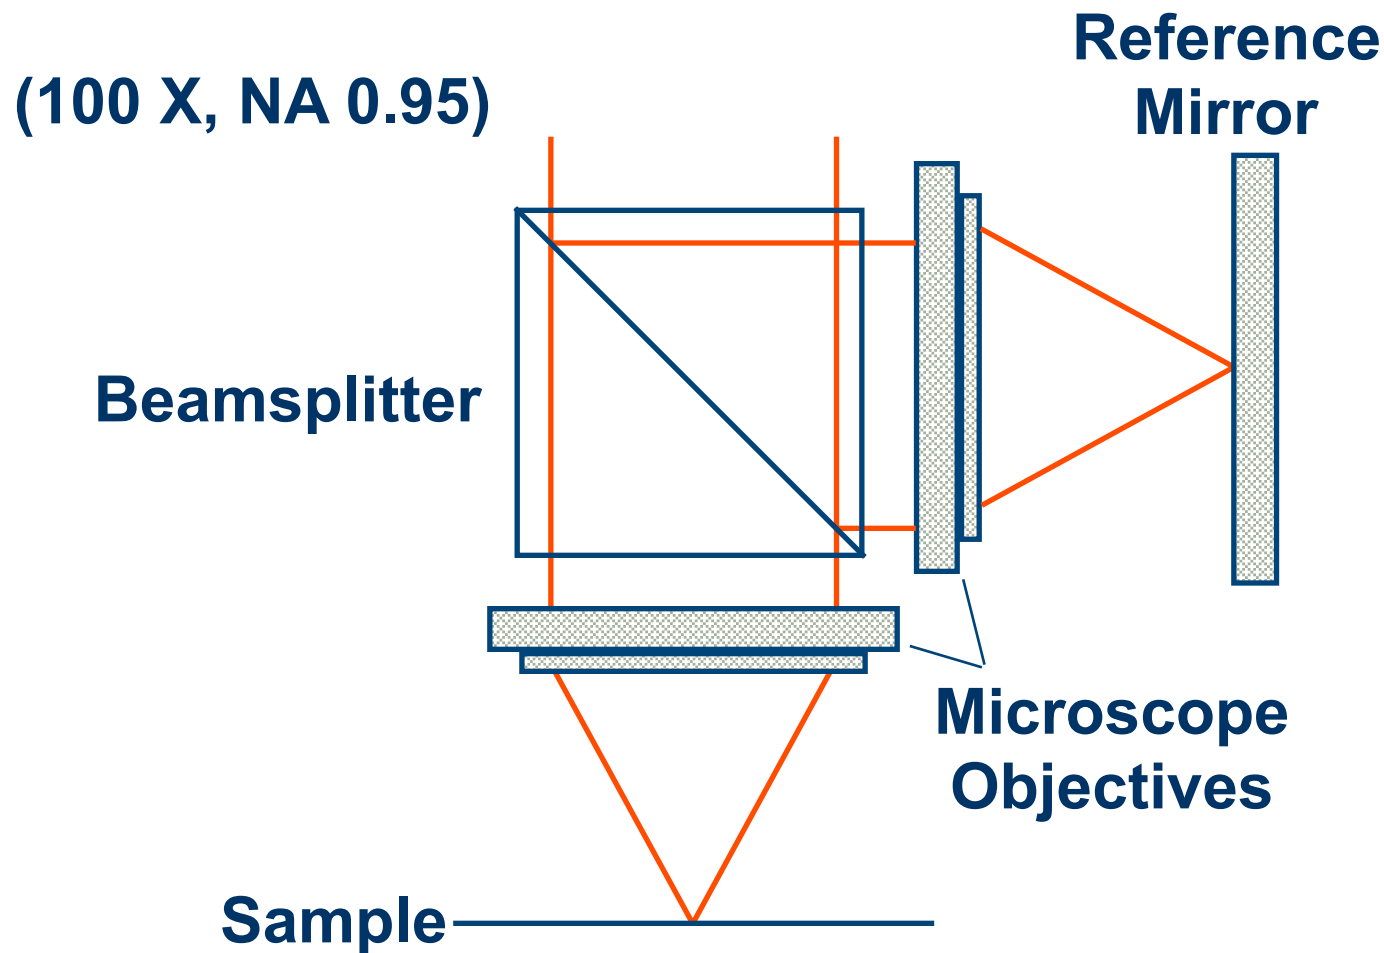 Reference
Mirror
(100 X, NA 0.95)
Beamsplitter
Microscope
Objectives
Sample